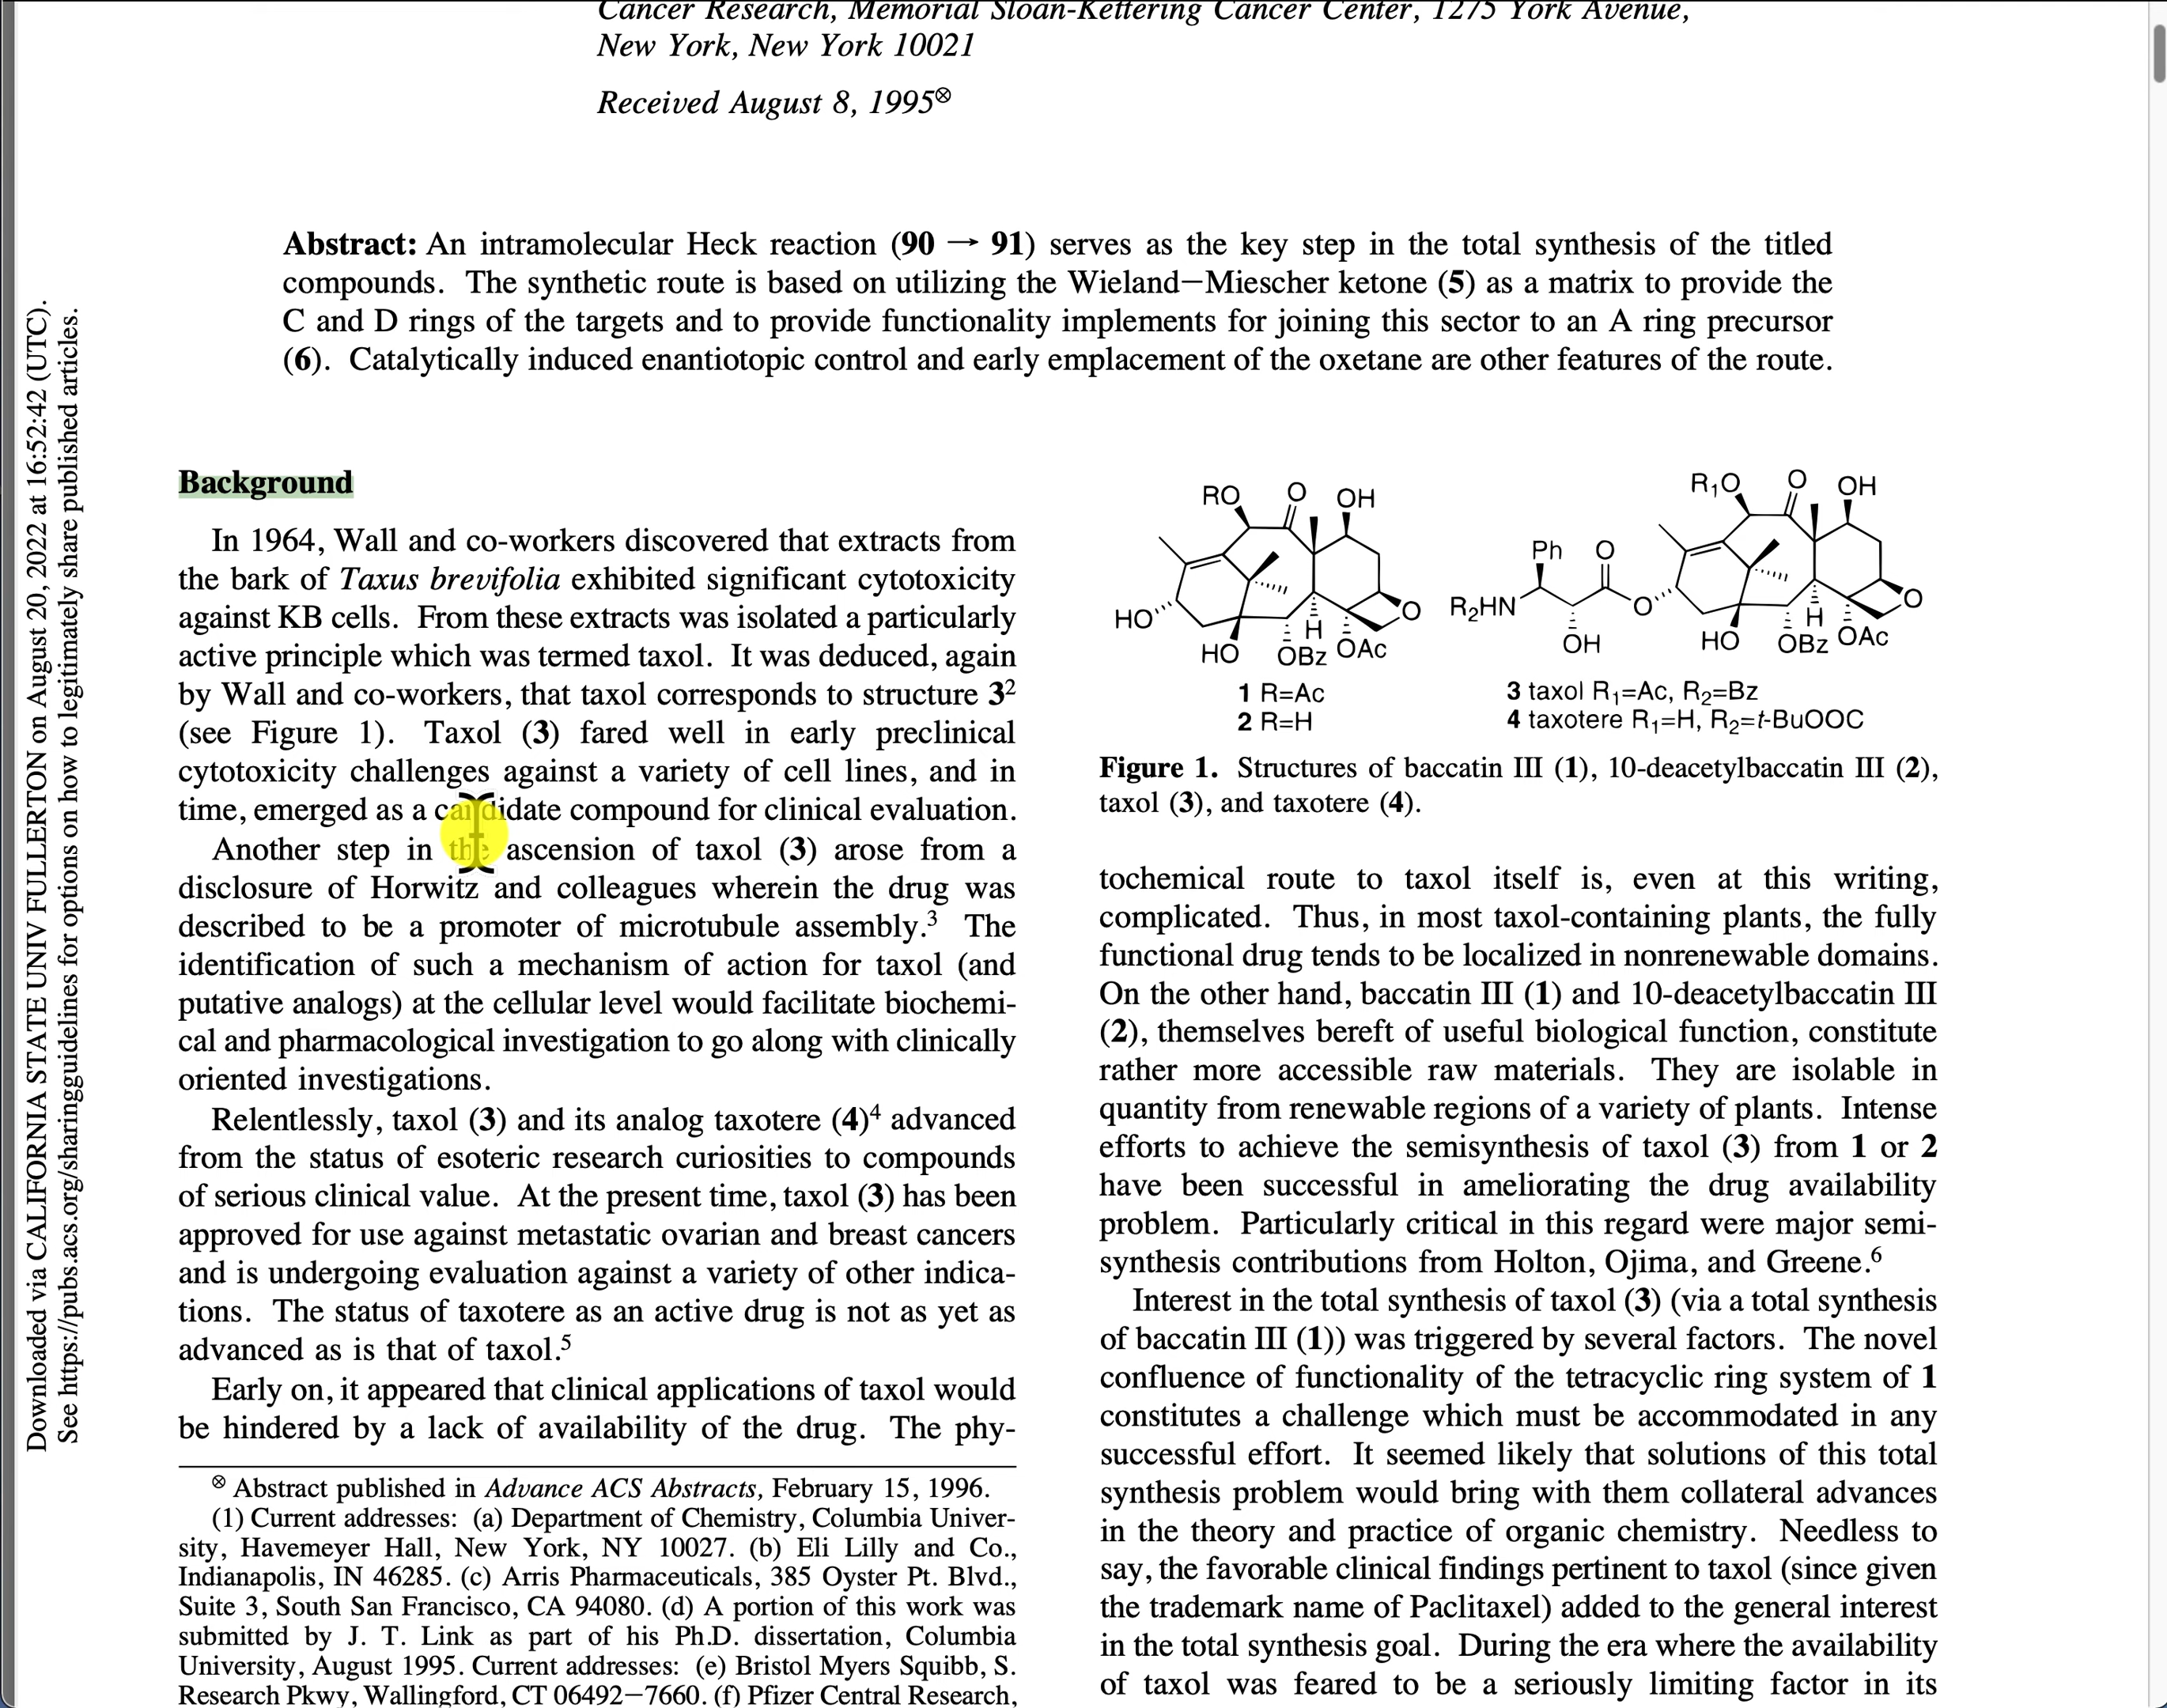 Cancer Research, Memorial Sloan-Kettering Cancer Center, 1275 York Avenue,
New York, New York 10021
Received August 8, 1995⊗
Abstract: An intramolecular Heck reaction (90 → 91) serves as the key step in the total synthesis of the titled
compounds. The synthetic route is based on utilizing the Wieland−Miescher ketone (5) as a matrix to provide the
C and D rings of the targets and to provide functionality implements for joining this sector to an A ring precursor
(6). Catalytically induced enantiotopic control and early emplacement of the oxetane are other features of the route.
Downloaded via CALIFORNIA STATE UNIV FULLERTON on August 20, 2022 at 16:52:42 (UTC).
See https://pubs.acs.org/sharingguidelines for options on how to legitimately share published articles.
Background
In 1964, Wall and co-workers discovered that extracts from
the bark of Taxus brevifolia exhibited significant cytotoxicity
against KB cells. From these extracts was isolated a particularly
active principle which was termed taxol. It was deduced, again
by Wall and co-workers, that taxol corresponds to structure 3²
(see Figure 1). Taxol (3) fared well in early preclinical
cytotoxicity challenges against a variety of cell lines, and in
time, emerged as a candidate compound for clinical evaluation.
Another step in the ascension of taxol (3) arose from a
disclosure of Horwitz and colleagues wherein the drug was
described to be a promoter of microtubule assembly.³ The
identification of such a mechanism of action for taxol (and
putative analogs) at the cellular level would facilitate biochemi-
cal and pharmacological investigation to go along with clinically
oriented investigations.
Relentlessly, taxol (3) and its analog taxotere (4)⁴ advanced
from the status of esoteric research curiosities to compounds
of serious clinical value. At the present time, taxol (3) has been
approved for use against metastatic ovarian and breast cancers
and is undergoing evaluation against a variety of other indica-
tions. The status of taxotere as an active drug is not as yet as
advanced as is that of taxol.⁵
Early on, it appeared that clinical applications of taxol would
be hindered by a lack of availability of the drug. The phy-
⊗ Abstract published in Advance ACS Abstracts, February 15, 1996.
(1) Current addresses: (a) Department of Chemistry, Columbia Univer-
sity, Havemeyer Hall, New York, NY 10027. (b) Eli Lilly and Co.,
Indianapolis, IN 46285. (c) Arris Pharmaceuticals, 385 Oyster Pt. Blvd.,
Suite 3, South San Francisco, CA 94080. (d) A portion of this work was
submitted by J. T. Link as part of his Ph.D. dissertation, Columbia
University, August 1995. Current addresses: (e) Bristol Myers Squibb, S.
Research Pkwy, Wallingford, CT 06492−7660. (f) Pfizer Central Research,
RO O OH
HO
HO OBz H OAc O
1 R=Ac
2 R=H
R₁O O OH
Ph O
R₂HN OH O
HO OBz H OAc O
3 taxol R₁=Ac, R₂=Bz
4 taxotere R₁=H, R₂=t-BuOOC
Figure 1. Structures of baccatin III (1), 10-deacetylbaccatin III (2),
taxol (3), and taxotere (4).
tochemical route to taxol itself is, even at this writing,
complicated. Thus, in most taxol-containing plants, the fully
functional drug tends to be localized in nonrenewable domains.
On the other hand, baccatin III (1) and 10-deacetylbaccatin III
(2), themselves bereft of useful biological function, constitute
rather more accessible raw materials. They are isolable in
quantity from renewable regions of a variety of plants. Intense
efforts to achieve the semisynthesis of taxol (3) from 1 or 2
have been successful in ameliorating the drug availability
problem. Particularly critical in this regard were major semi-
synthesis contributions from Holton, Ojima, and Greene.⁶
Interest in the total synthesis of taxol (3) (via a total synthesis
of baccatin III (1)) was triggered by several factors. The novel
confluence of functionality of the tetracyclic ring system of 1
constitutes a challenge which must be accommodated in any
successful effort. It seemed likely that solutions of this total
synthesis problem would bring with them collateral advances
in the theory and practice of organic chemistry. Needless to
say, the favorable clinical findings pertinent to taxol (since given
the trademark name of Paclitaxel) added to the general interest
in the total synthesis goal. During the era where the availability
of taxol was feared to be a seriously limiting factor in its